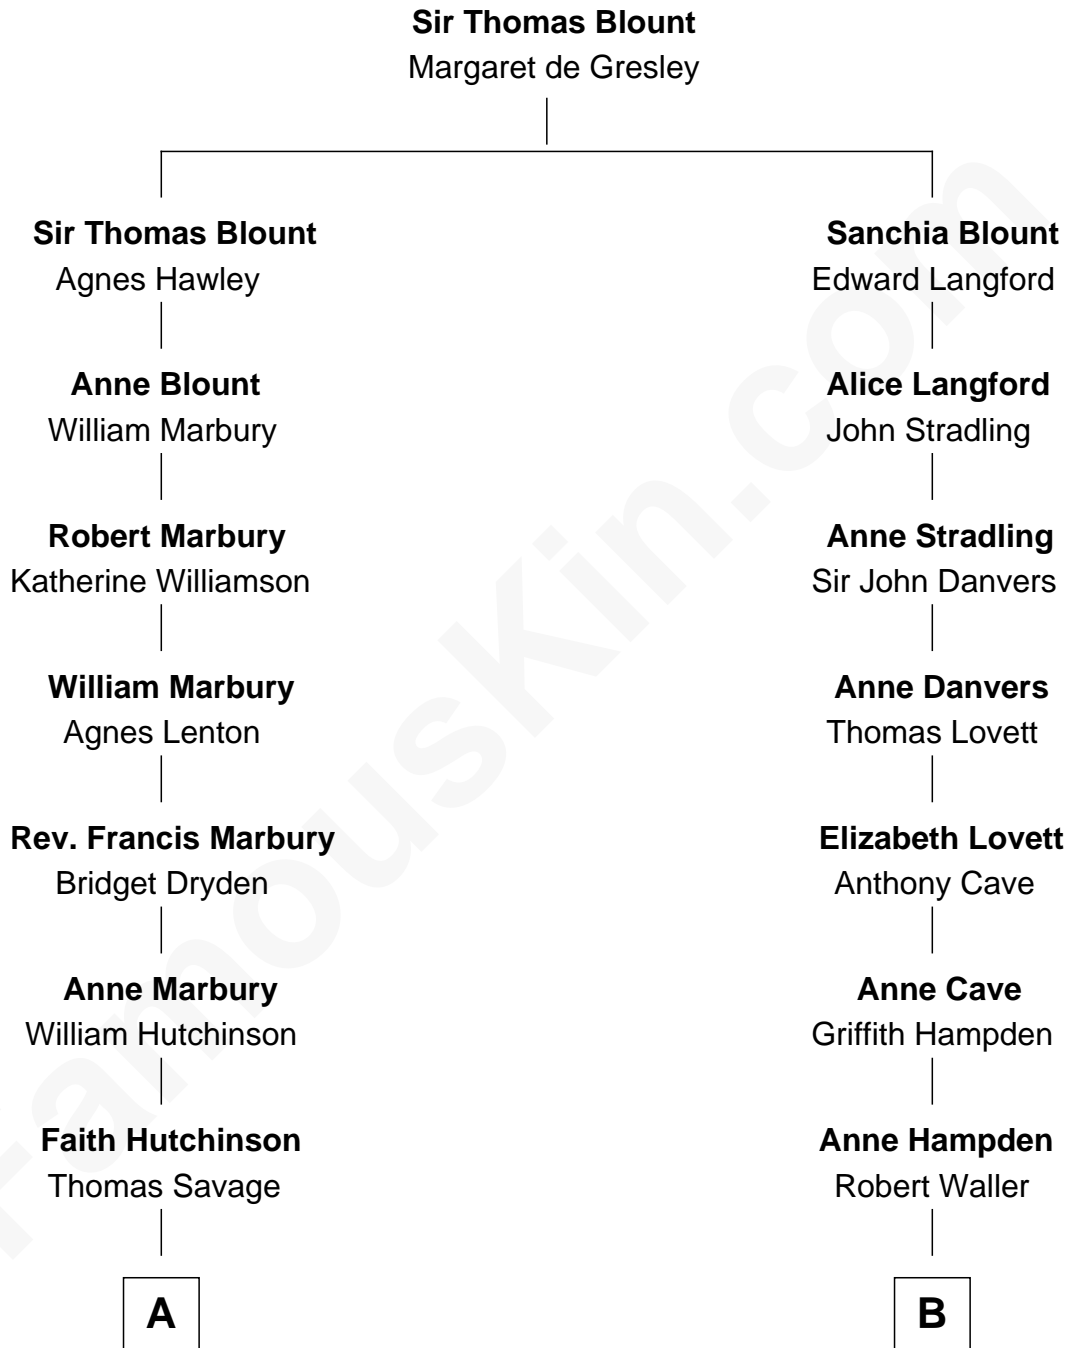 Sir Thomas Blount
Margaret de Gresley
Sir Thomas Blount
Agnes Hawley
Anne Blount
William Marbury
Robert Marbury
Katherine Williamson
William Marbury
Agnes Lenton
Rev. Francis Marbury
Bridget Dryden
Anne Marbury
William Hutchinson
Faith Hutchinson
Thomas Savage
A
Sanchia Blount
Edward Langford
Alice Langford
John Stradling
Anne Stradling
Sir John Danvers
Anne Danvers
Thomas Lovett
Elizabeth Lovett
Anthony Cave
Anne Cave
Griffith Hampden
Anne Hampden
Robert Waller
B
FamousKin.com